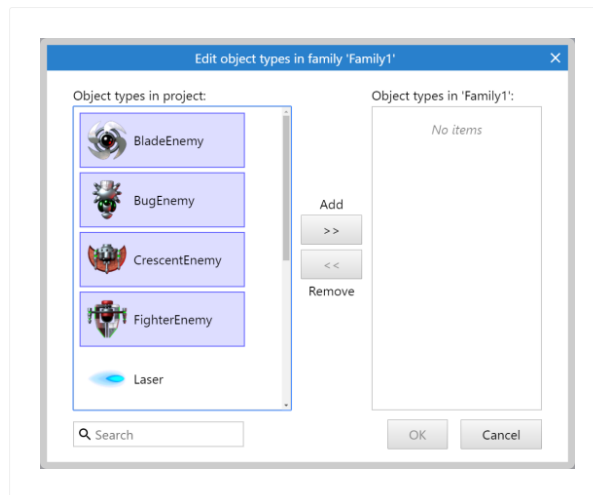 Edit object types in family 'Family1'
Object types in project:
Object types in 'Family1':
BladeEnemy
No items
BugEnemy
Add
>>
CrescentEnemy
<<
Remove
FighterEnemy
Laser
Search
OK
Cancel